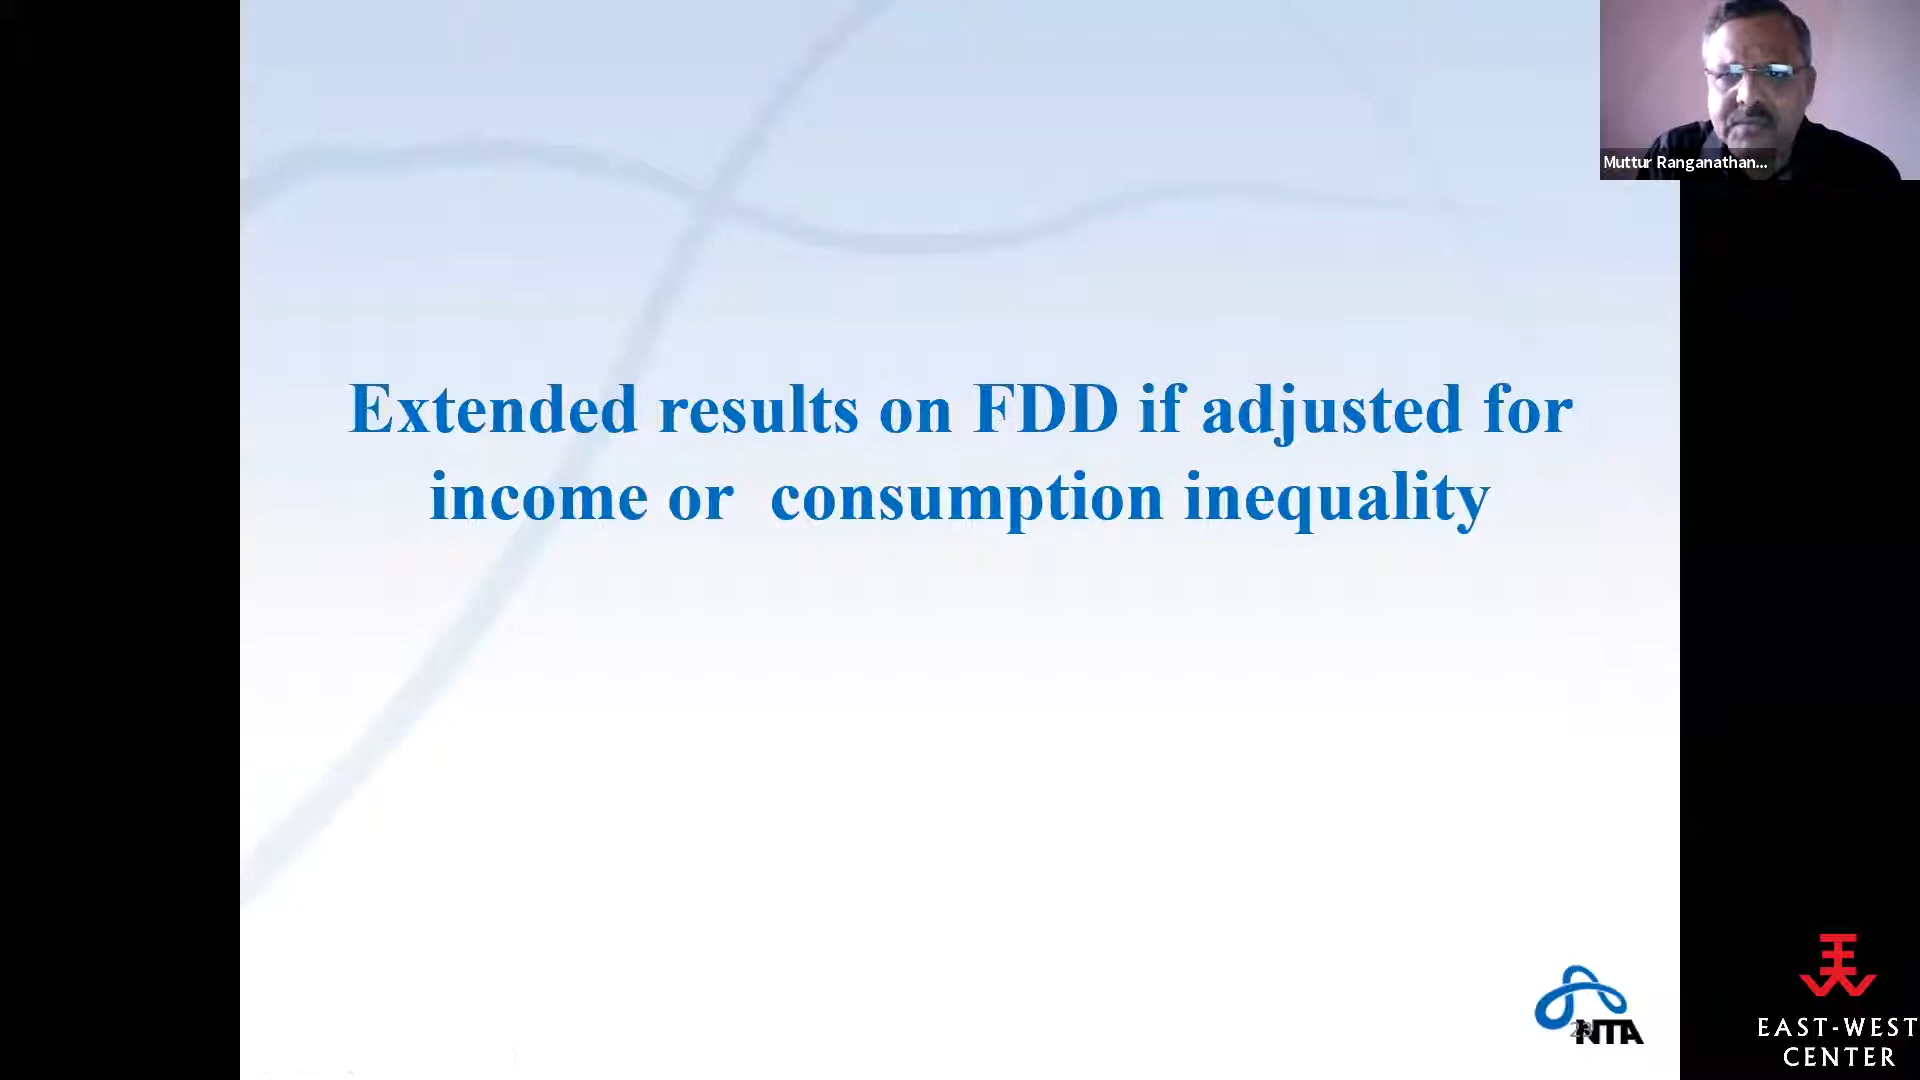 Muttur Ranganathan...
Extended results on FDD if adjusted for
income or consumption inequality
NTA
EAST-WEST
CENTER